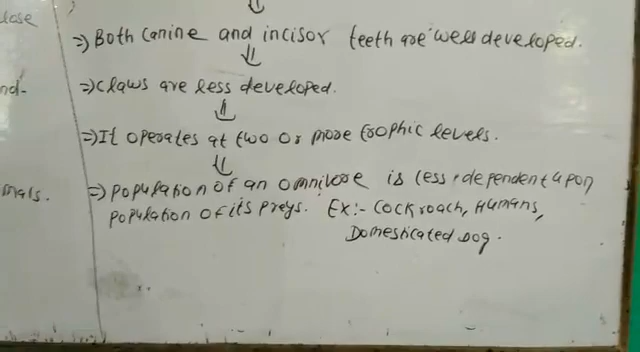 lose
⇓
⇒) Both canine and incisor teeth are well developed.
⇓
nd-
⇒) Claws are less developed.
⇓
⇒) It operates at two or more trophic levels.
⇓
mals.
⇒) population of an omnivore is less dependent upon
population of its preys. Ex:- Cockroach, Humans,
Domesticated Dog.